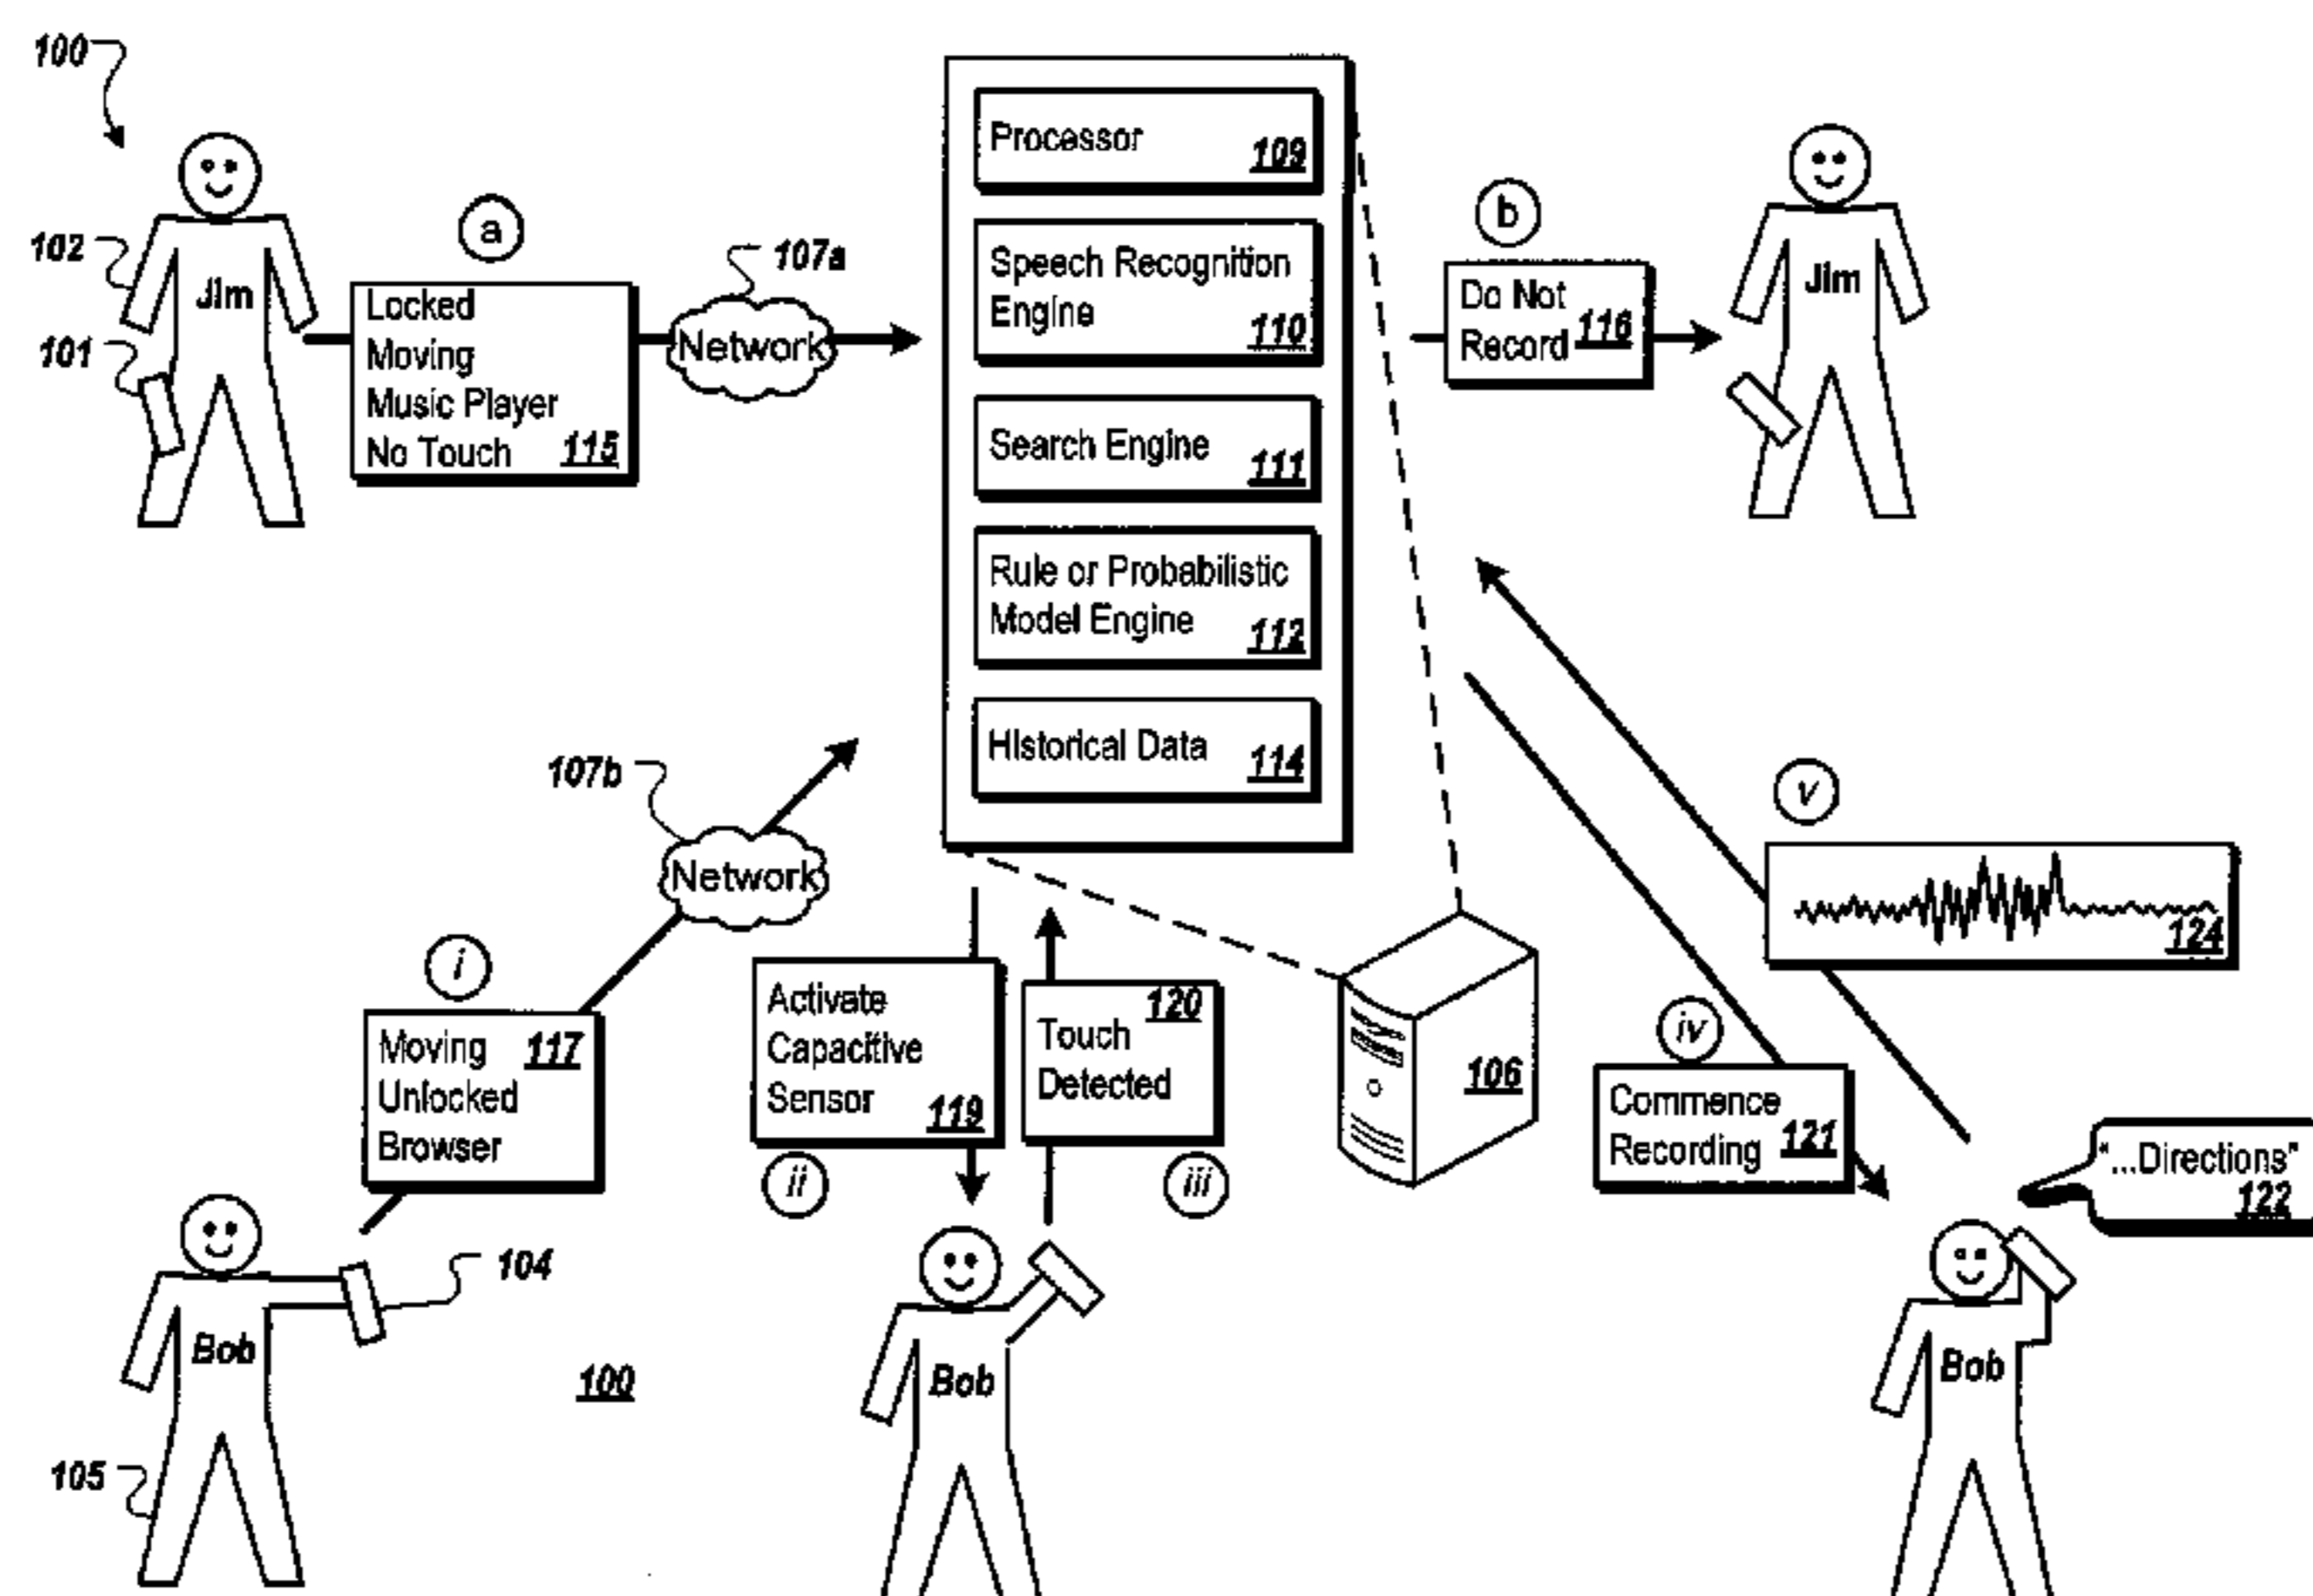 100
102
Jim
101
a
Locked
Moving
Music Player
No Touch 115
107a
Network
Processor 109
Speech Recognition
Engine 110
Search Engine 111
Rule or Probabilistic
Model Engine 112
Historical Data 114
b
Do Not
Record 116
Jim
107b
Network
i
Moving 117
Unlocked
Browser
104
Bob
105
100
Activate
Capacitive
Sensor 119
ii
120
Touch
Detected
iii
Bob
106
v
124
iv
Commence
Recording 121
"...Directions"
122
Bob